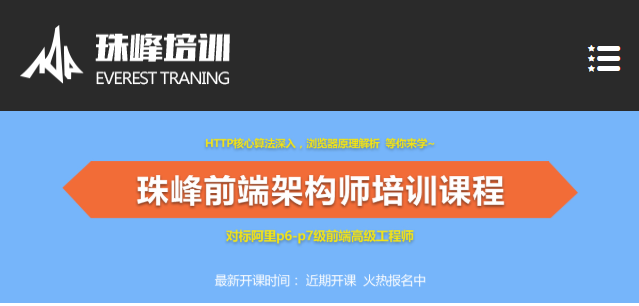 珠峰培训
EVEREST TRANING
HTTP核心算法深入，浏览器原理解析 等你来学~
珠峰前端架构师培训课程
对标阿里p6-p7级前端高级工程师
最新开课时间： 近期开课 火热报名中